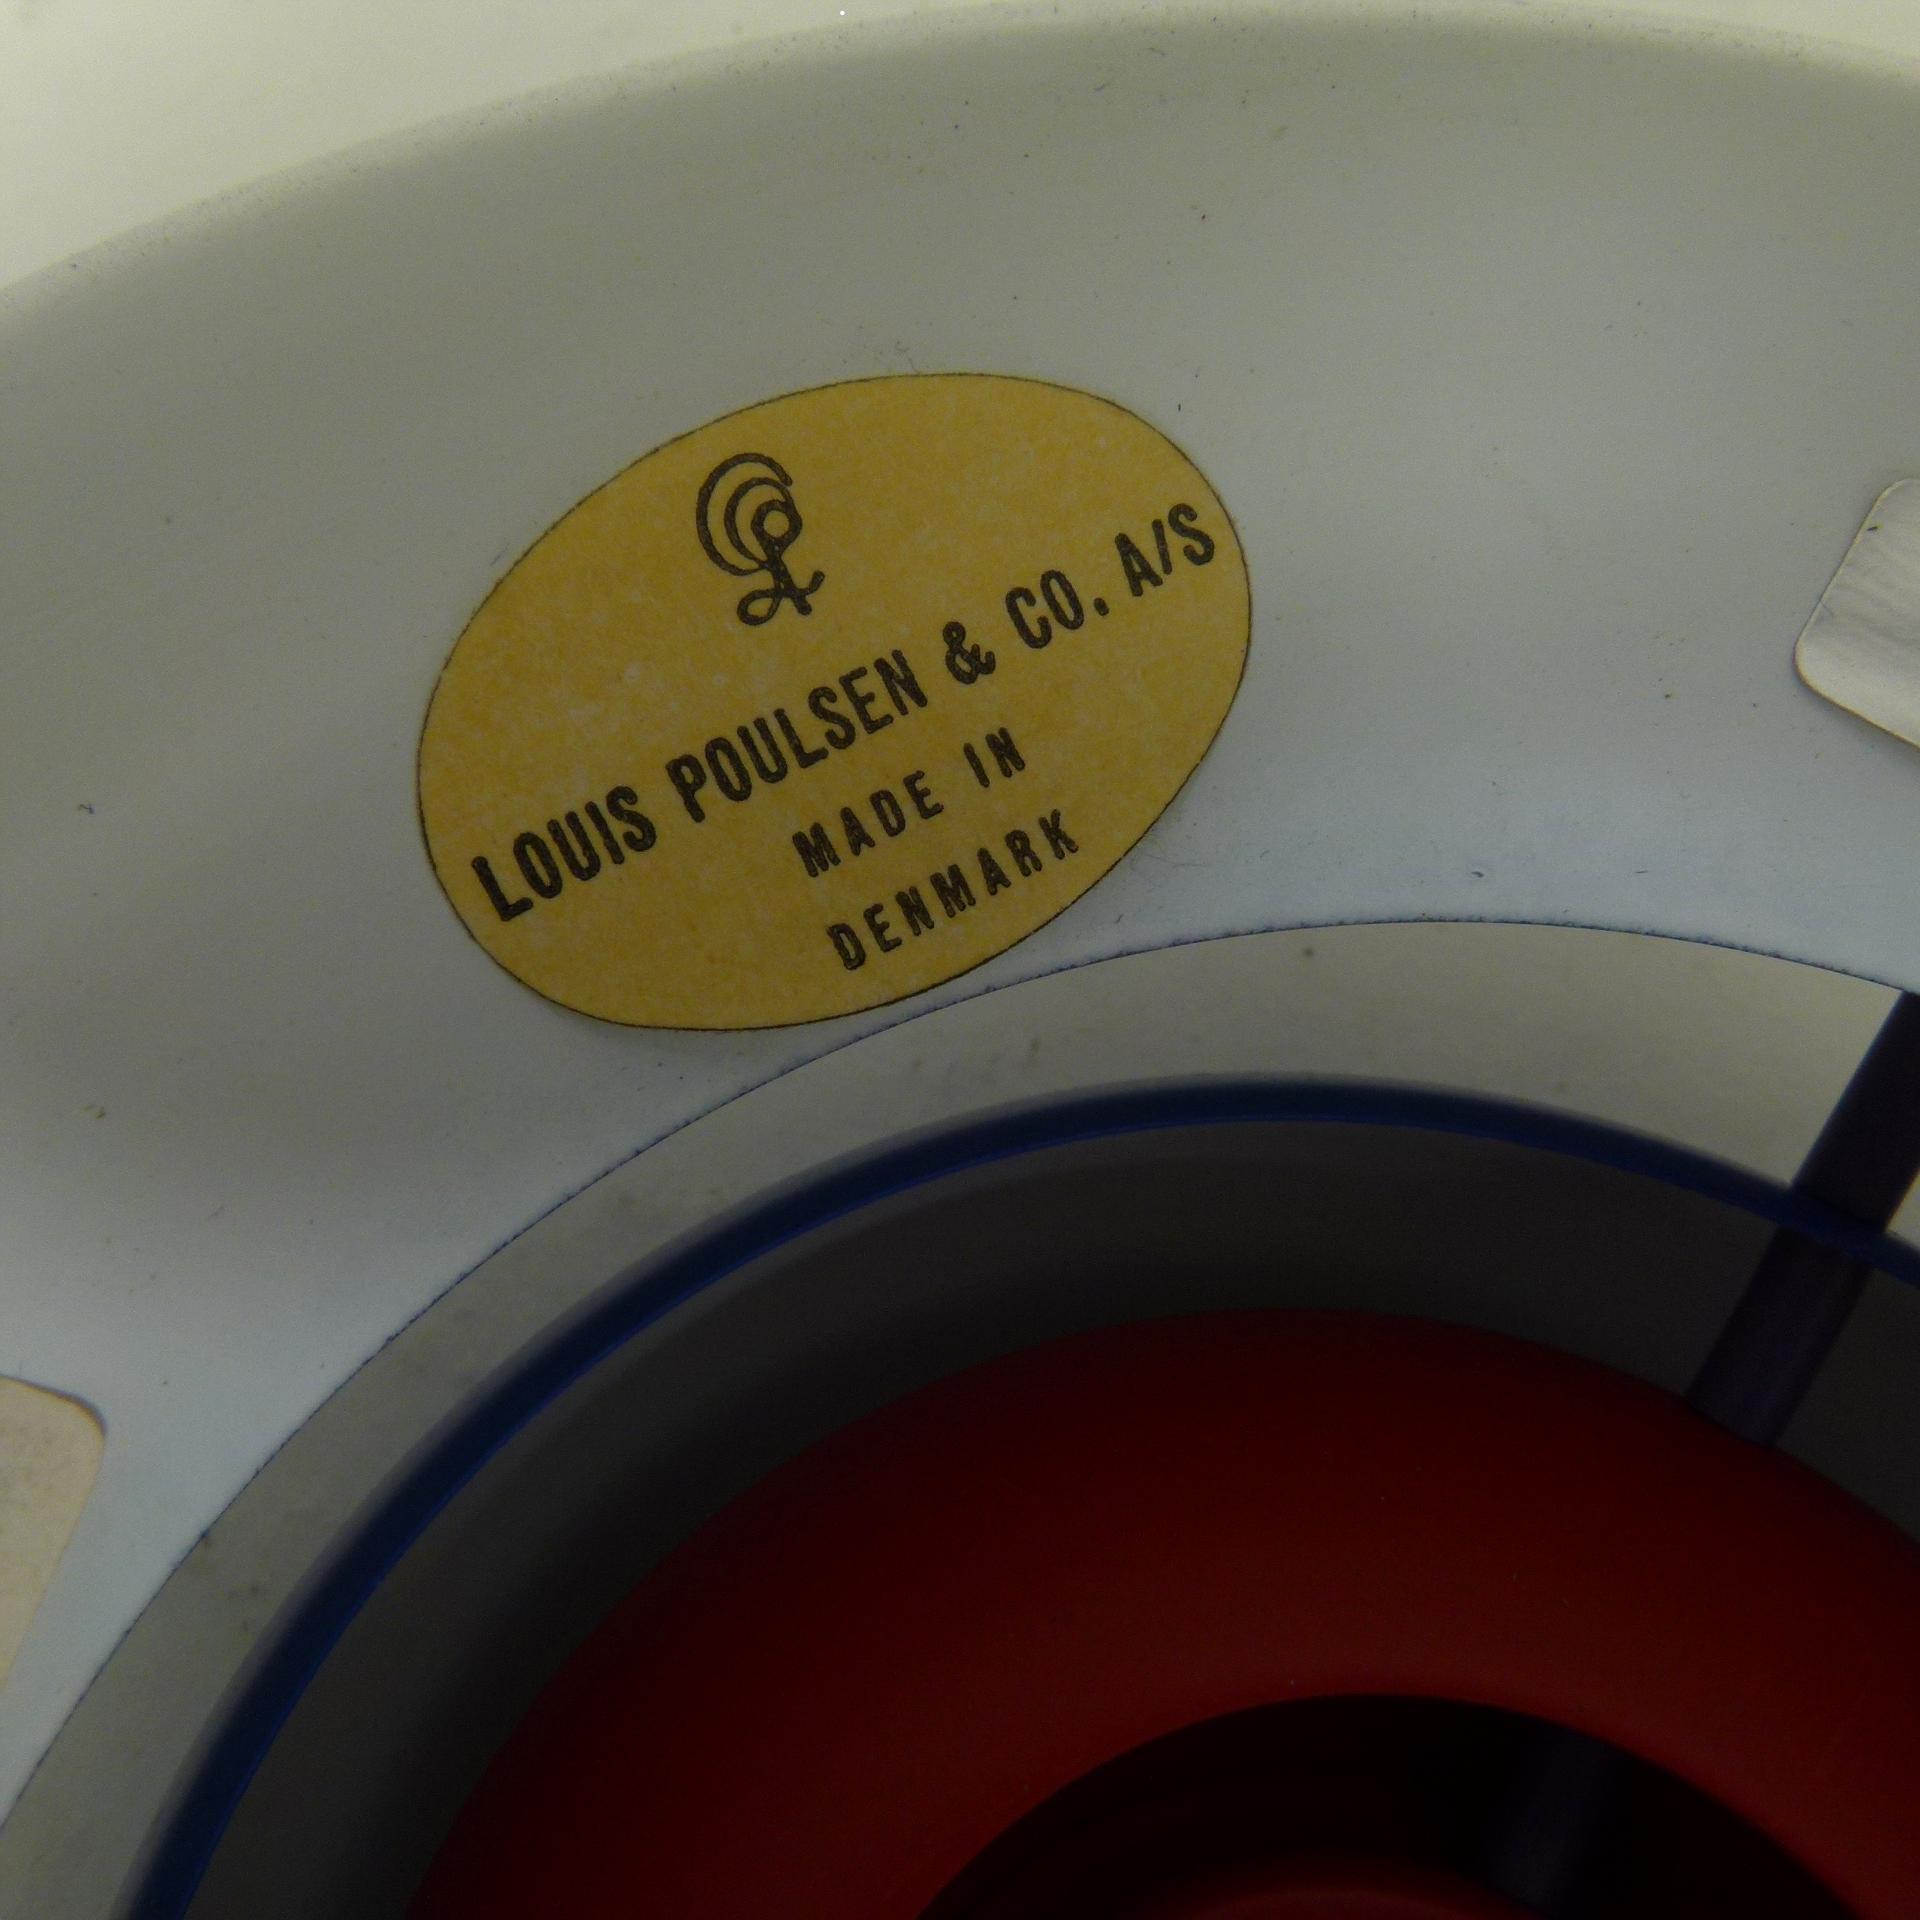 LOUIS POULSEN & CO. A/S
MADE IN
DENMARK